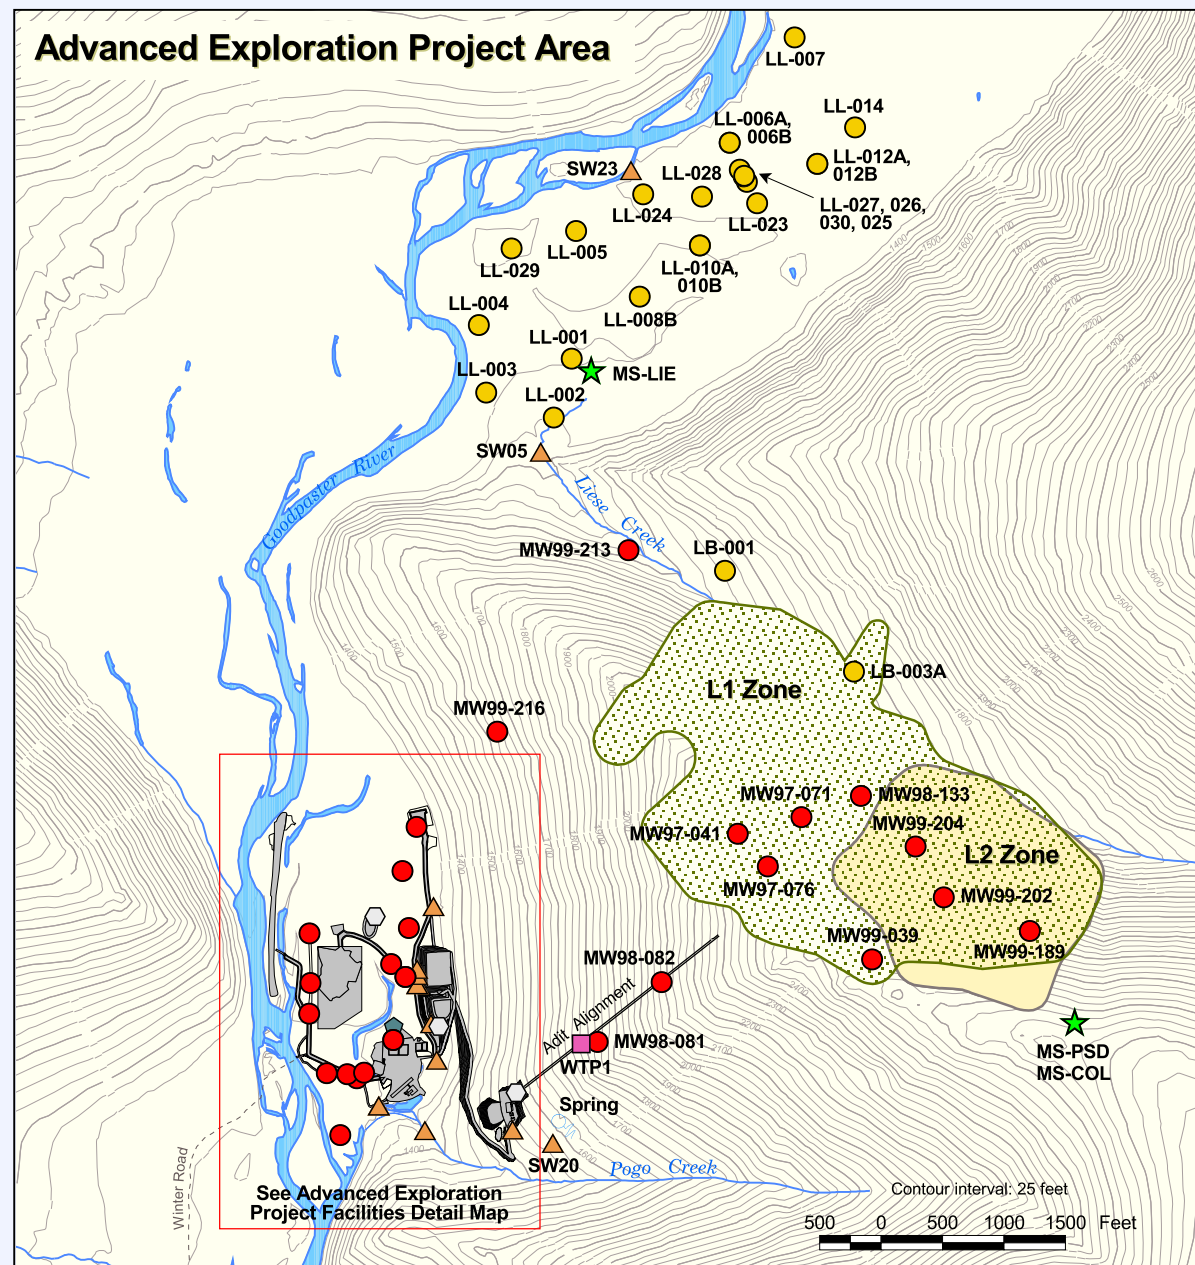 Advanced Exploration Project Area
LL-007
LL-014
LL-006A,
006B
LL-012A,
012B
SW23
LL-028
LL-027, 026,
030, 025
LL-024
LL-023
LL-005
LL-029
LL-010A,
010B
LL-004
LL-008B
LL-001
MS-LIE
LL-003
LL-002
SW05
Goodpaster River
Liese Creek
MW99-213
LB-001
LB-003A
L1 Zone
MW99-216
MW97-071
MW98-133
MW97-041
MW99-204
L2 Zone
MW97-076
MW99-202
MW99-039
MW99-189
MW98-082
Adit Alignment
MW98-081
WTP1
MS-PSD
MS-COL
Spring
SW20
Pogo Creek
Winter Road
See Advanced Exploration
Project Facilities Detail Map
Contour interval: 25 feet
500 0 500 1000 1500 Feet